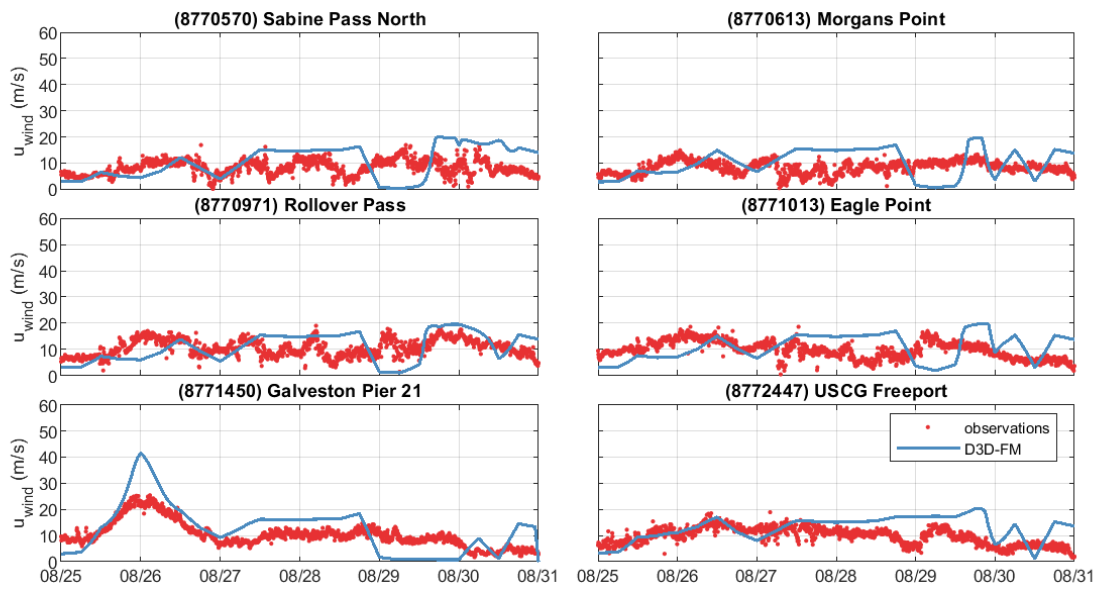 (8770570) Sabine Pass North
(8770613) Morgans Point
60
50
40
30
20
10
0
u_wind (m/s)
(8770971) Rollover Pass
(8771013) Eagle Point
60
50
40
30
20
10
0
u_wind (m/s)
(8771450) Galveston Pier 21
(8772447) USCG Freeport
60
50
40
30
20
10
0
u_wind (m/s)
observations
D3D-FM
08/25 08/26 08/27 08/28 08/29 08/30 08/31
08/25 08/26 08/27 08/28 08/29 08/30 08/31